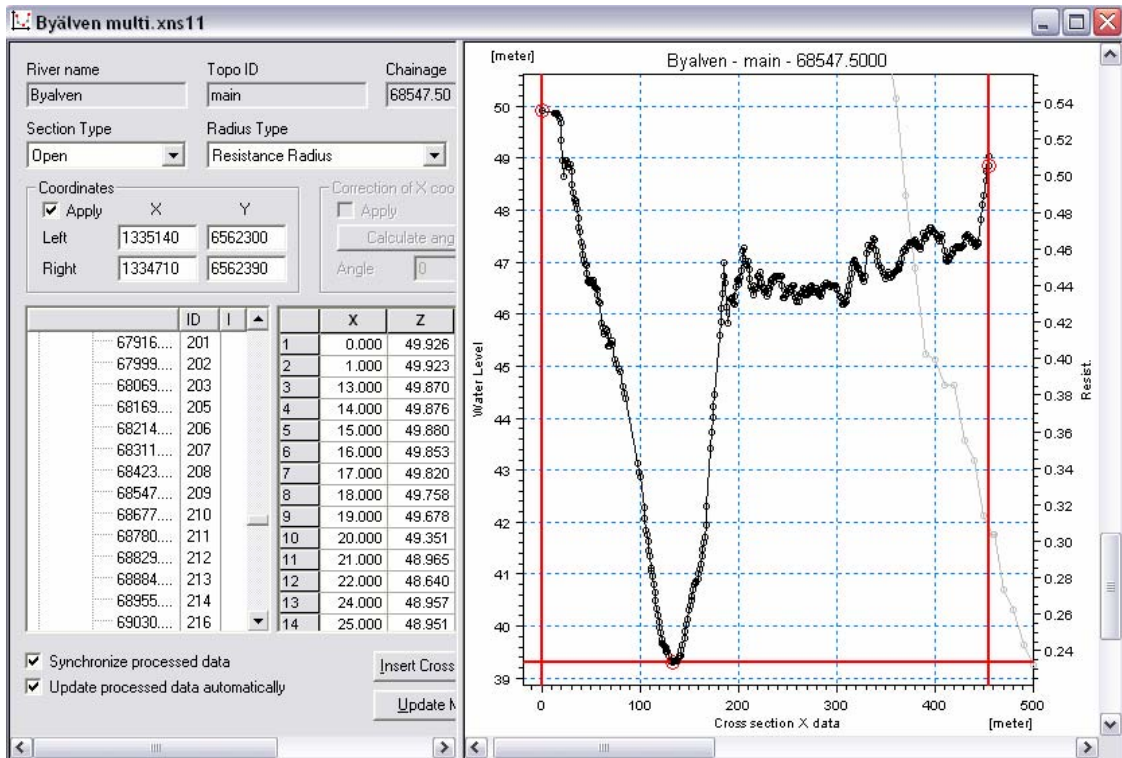 Byälven multi.xns11
River name Topo ID Chainage
Byalven main 68547.50
Section Type Radius Type
Open Resistance Radius
Coordinates Correction of X coo
Apply X Y Apply
Left 1335140 6562300 Calculate ang
Right 1334710 6562390 Angle: 0
ID I X Z
67916.... 201 1 0.000 49.926
67999.... 202 2 1.000 49.923
68069.... 203 3 13.000 49.870
68169.... 205 4 14.000 49.876
68214.... 206 5 15.000 49.880
68311.... 207 6 16.000 49.853
68423.... 208 7 17.000 49.820
68547.... 209 8 18.000 49.758
68677.... 210 9 19.000 49.678
68780.... 211 10 20.000 49.351
68829.... 212 11 21.000 48.965
68884.... 213 12 22.000 48.640
68955.... 214 13 24.000 48.957
69030.... 216 14 25.000 48.951
Synchronize processed data Insert Cross
Update processed data automatically
Update M
[meter] Byalven - main - 68547.5000
50
49
48
47
46
45
44
43
42
41
40
39
Water Level
0.54
0.52
0.50
0.48
0.46
0.44
0.42
0.40
0.38
0.36
0.34
0.32
0.30
0.28
0.26
0.24
Resist.
0 100 200 300 400 500
Cross section X data [meter]